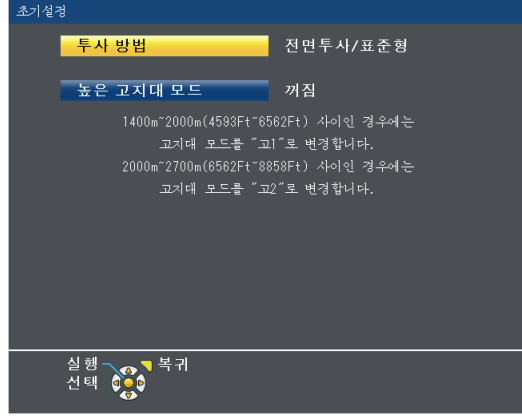 초기설정
투사 방법 전면투사/표준형
높은 고지대 모드 꺼짐
1400m~2000m(4593Ft~6562Ft) 사이인 경우에는
고지대 모드를 "고1"로 변경합니다.
2000m~2700m(6562Ft~8858Ft) 사이인 경우에는
고지대 모드를 "고2"로 변경합니다.
실행 복귀
선택